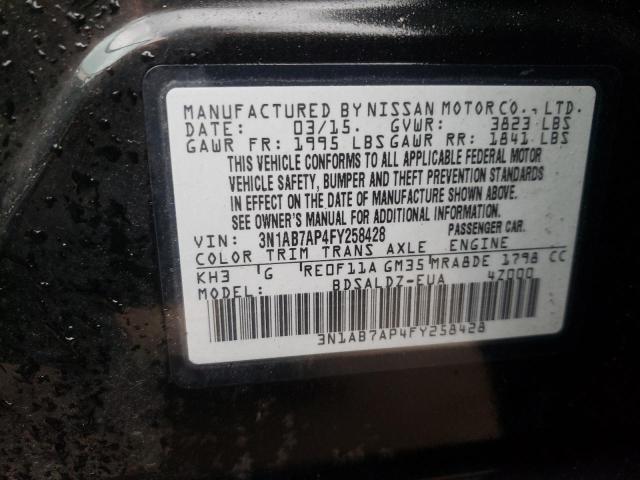 MANUFACTURED BY NISSAN MOTOR CO., LTD.
DATE: 03/15. GVWR: 3823 LBS
GAWR FR: 1995 LBS GAWR RR: 1841 LBS
THIS VEHICLE CONFORMS TO ALL APPLICABLE FEDERAL MOTOR
VEHICLE SAFETY, BUMPER AND THEFT PREVENTION STANDARDS
IN EFFECT ON THE DATE OF MANUFACTURE SHOWN ABOVE.
SEE OWNER'S MANUAL FOR ADDITIONAL INFORMATION.
VIN: 3N1AB7AP4FY258428 PASSENGER CAR.
COLOR TRIM TRANS AXLE ENGINE
KH3 G RE0F11A GM35 MRA8DE 1798 CC
MODEL: BDSALDZ-EUA 4Z000
3N1AB7AP4FY258428